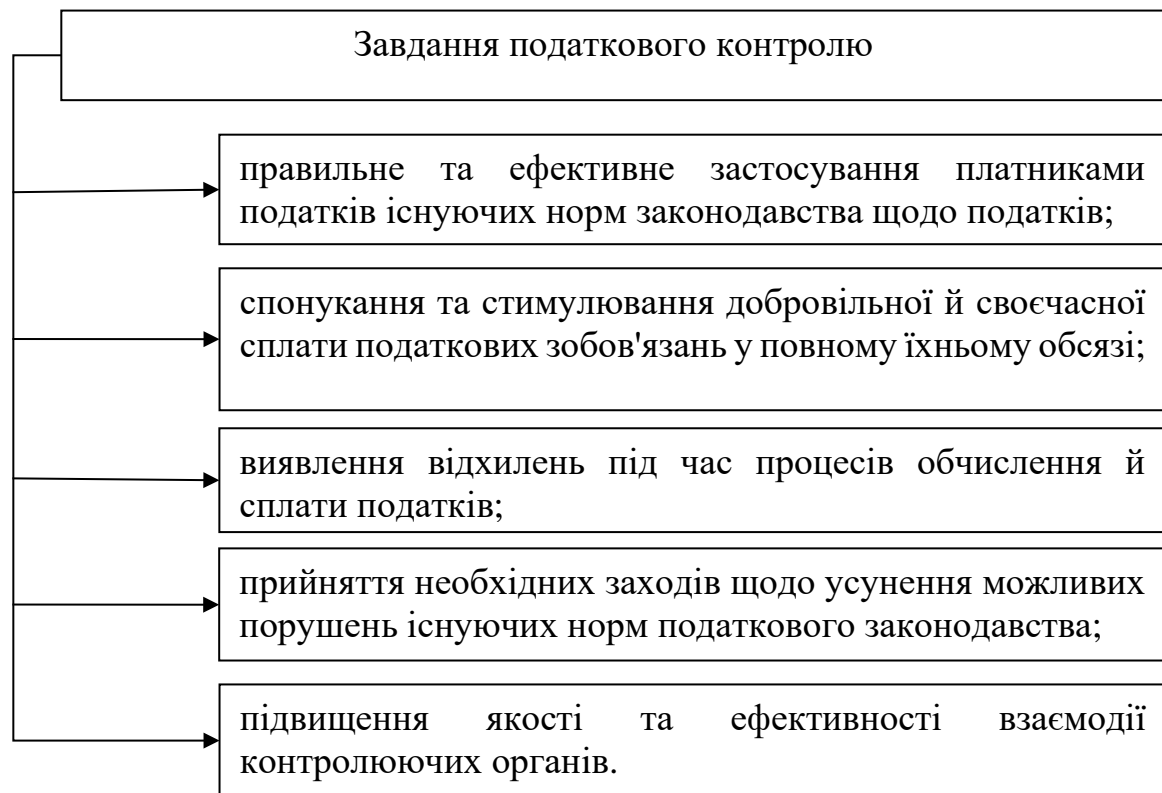 Завдання податкового контролю
правильне та ефективне застосування платниками
податків існуючих норм законодавства щодо податків;
спонукання та стимулювання добровільної й своєчасної
сплати податкових зобов'язань у повному їхньому обсязі;
виявлення відхилень під час процесів обчислення й
сплати податків;
прийняття необхідних заходів щодо усунення можливих
порушень існуючих норм податкового законодавства;
підвищення якості та ефективності взаємодії
контролюючих органів.